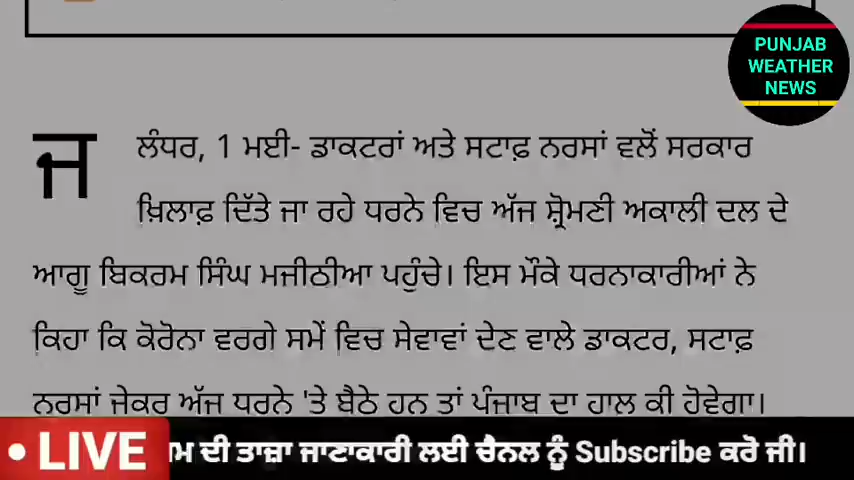 PUNJAB
WEATHER
NEWS
ਜਲੰਧਰ, 1 ਮਈ- ਡਾਕਟਰਾਂ ਅਤੇ ਸਟਾਫ਼ ਨਰਸਾਂ ਵਲੋਂ ਸਰਕਾਰ
ਖ਼ਿਲਾਫ਼ ਦਿੱਤੇ ਜਾ ਰਹੇ ਧਰਨੇ ਵਿਚ ਅੱਜ ਸ਼੍ਰੋਮਣੀ ਅਕਾਲੀ ਦਲ ਦੇ
ਆਗੂ ਬਿਕਰਮ ਸਿੰਘ ਮਜੀਠੀਆ ਪਹੁੰਚੇ। ਇਸ ਮੌਕੇ ਧਰਨਾਕਾਰੀਆਂ ਨੇ
ਕਿਹਾ ਕਿ ਕੋਰੋਨਾ ਵਰਗੇ ਸਮੇਂ ਵਿਚ ਸੇਵਾਵਾਂ ਦੇਣ ਵਾਲੇ ਡਾਕਟਰ, ਸਟਾਫ਼
ਨਰਸਾਂ ਜੇਕਰ ਅੱਜ ਧਰਨੇ 'ਤੇ ਬੈਠੇ ਹਨ ਤਾਂ ਪੰਜਾਬ ਦਾ ਹਾਲ ਕੀ ਹੋਵੇਗਾ।
• LIVE ਦੀ ਤਾਜ਼ਾ ਜਾਣਕਾਰੀ ਲਈ ਚੈਨਲ ਨੂੰ Subscribe ਕਰੋ ਜੀ।